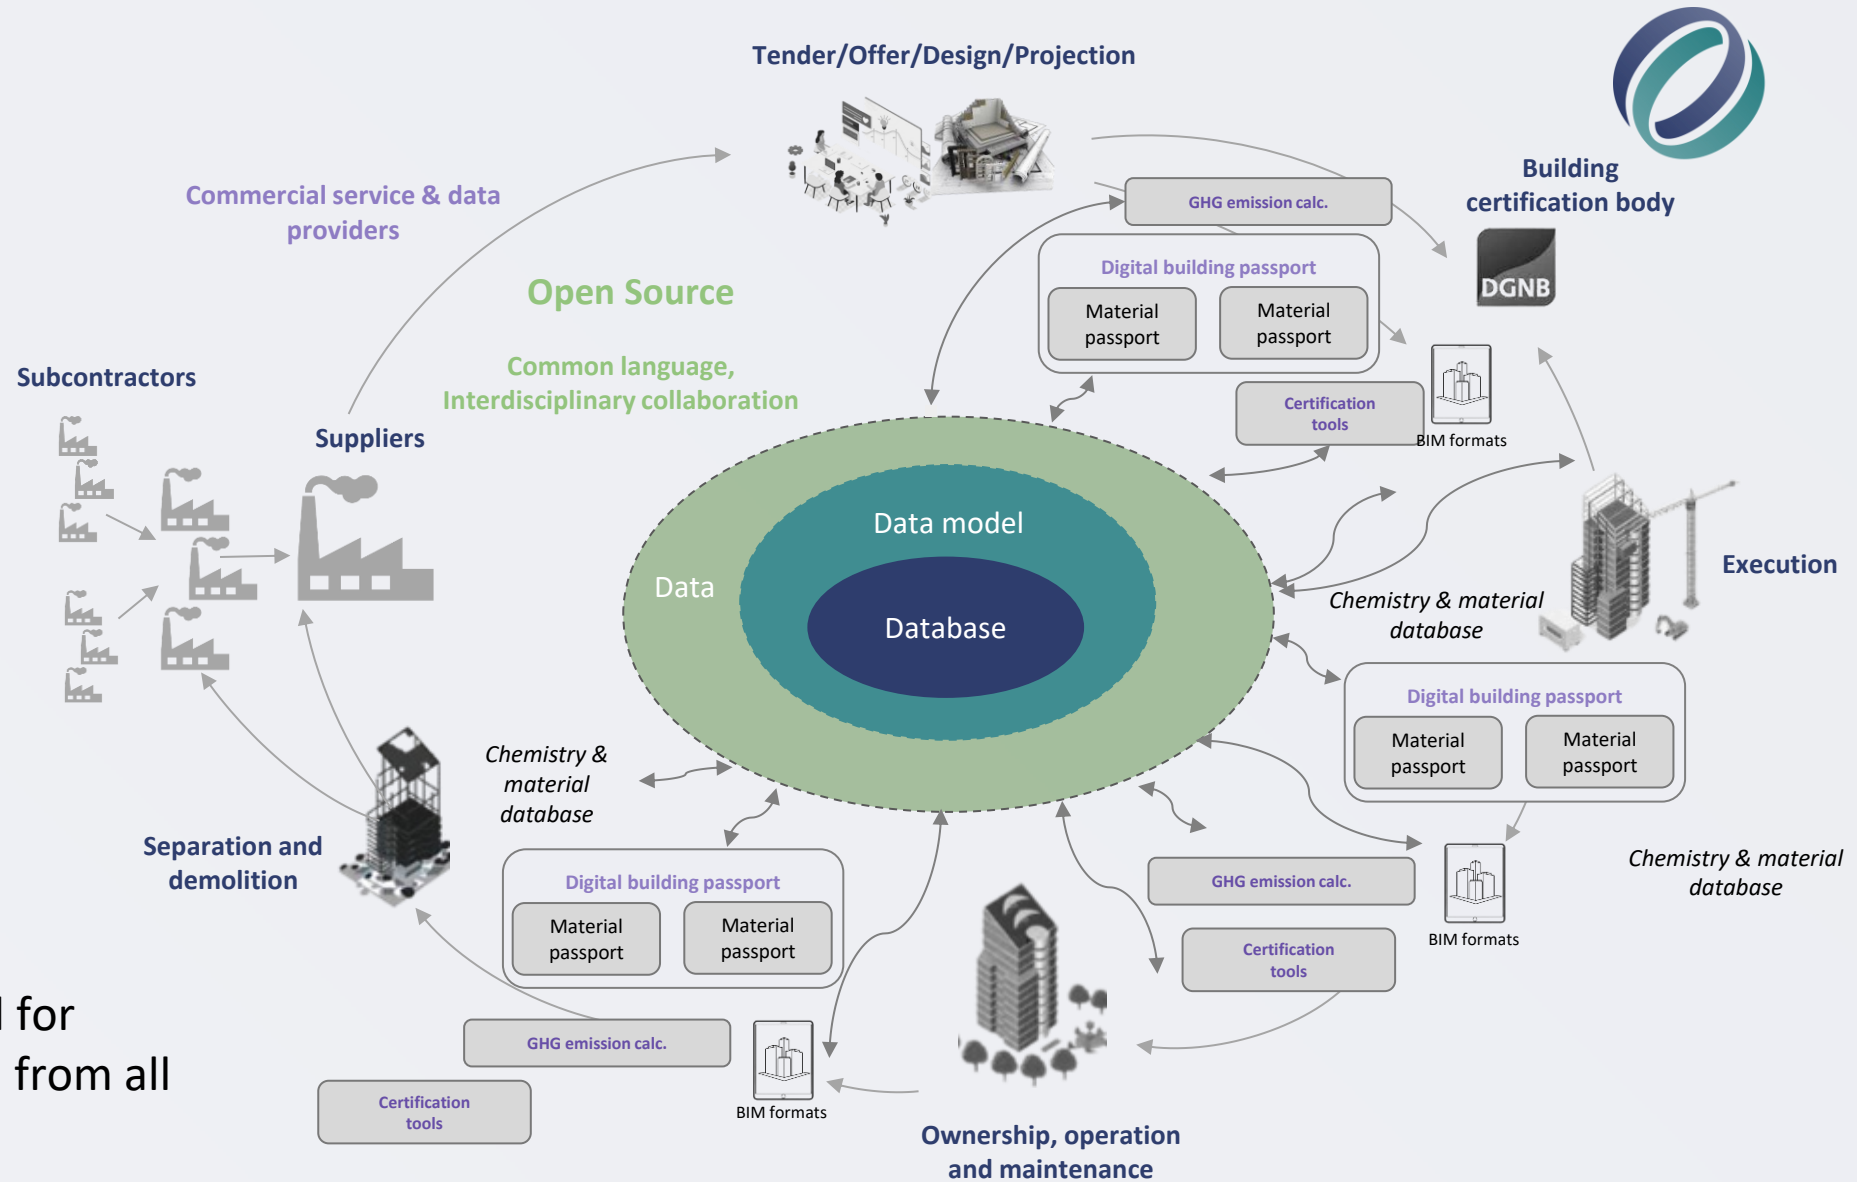 Tender/Offer/Design/Projection
Building
certification body
DGNB
Commercial service & data
providers
GHG emission calc.
Digital building passport
Material
passport
Material
passport
Open Source
Common language,
Interdisciplinary collaboration
Subcontractors
Suppliers
Certification
tools
BIM formats
Data model
Data
Database
Execution
Chemistry & material
database
Digital building passport
Material
passport
Material
passport
Chemistry &
material
database
Separation and
demolition
Digital building passport
Material
passport
Material
passport
GHG emission calc.
BIM formats
Chemistry & material
database
Certification
tools
for
from all
GHG emission calc.
BIM formats
Certification
tools
Ownership, operation
and maintenance